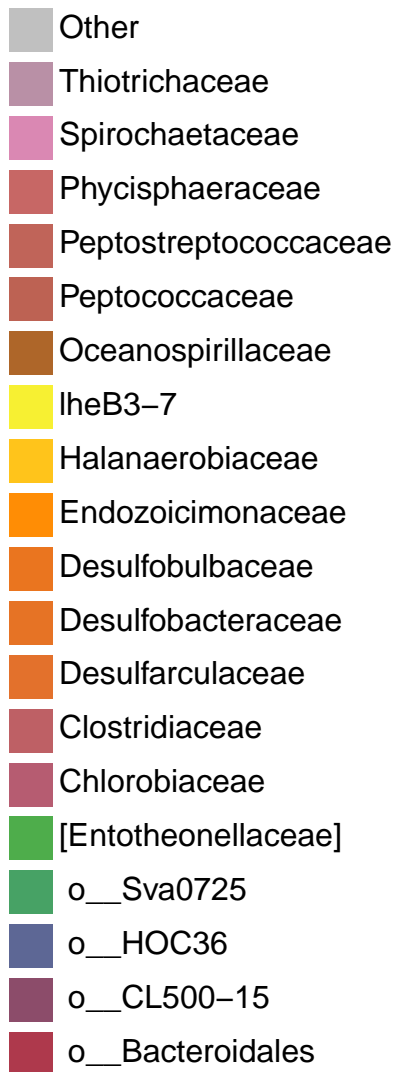 Other
Thiotrichaceae
Spirochaetaceae
Phycisphaeraceae
Peptostreptococcaceae
Peptococcaceae
Oceanospirillaceae
lheB3−7
Halanaerobiaceae
Endozoicimonaceae
Desulfobulbaceae
Desulfobacteraceae
Desulfarculaceae
Clostridiaceae
Chlorobiaceae
[Entotheonellaceae]
o__Sva0725
o__HOC36
o__CL500−15
o__Bacteroidales